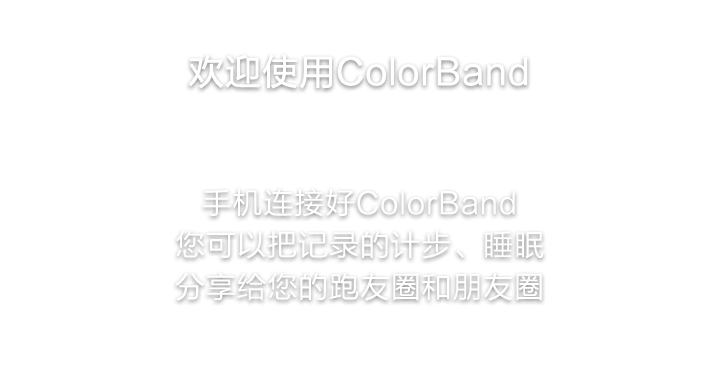 欢迎使用ColorBand
手机连接好ColorBand
您可以把记录的计步、睡眠
分享给您的跑友圈和朋友圈